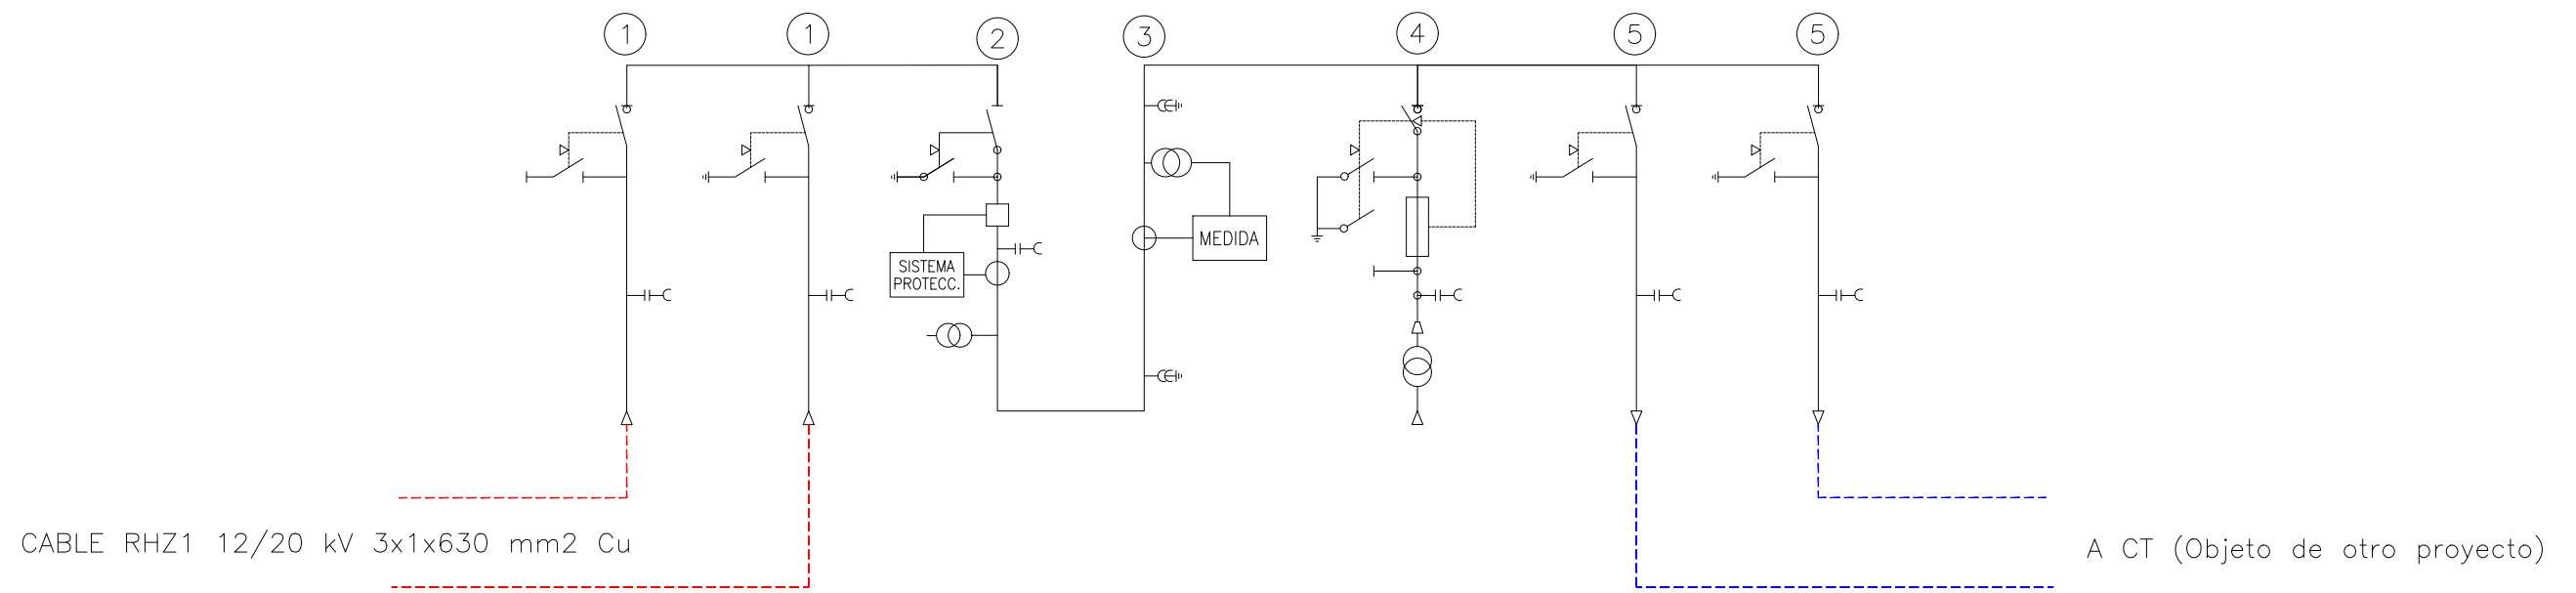 1
1
2
3
4
5
5
MEDIDA
SISTEMA
PROTECC.
CABLE RHZ1 12/20 kV 3x1x630 mm2 Cu
A CT (Objeto de otro proyecto)